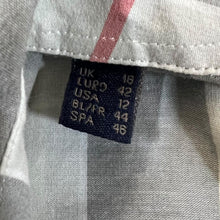 UK 16
EURO 42
USA 12
BL/FR 44
SPA 46